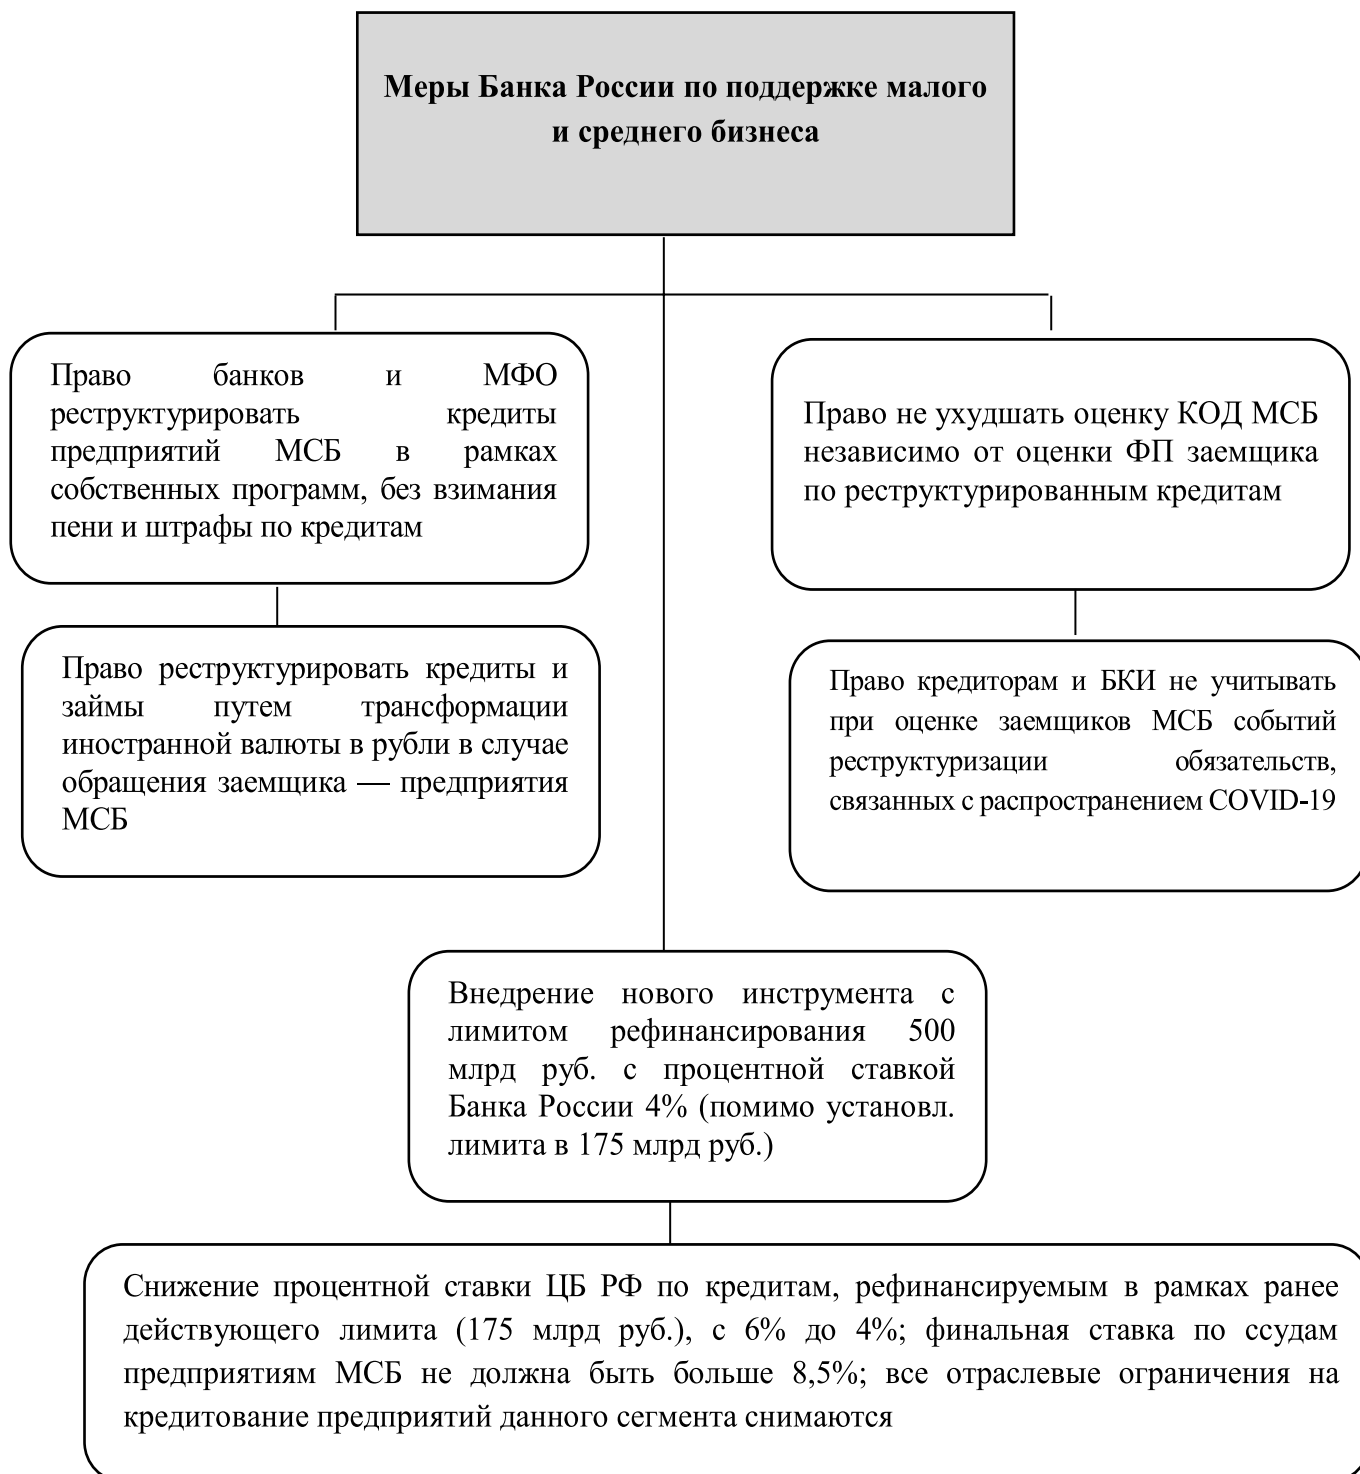 Меры Банка России по поддержке малого
и среднего бизнеса
Право банков и МФО
реструктурировать кредиты
предприятий МСБ в рамках
собственных программ, без взимания
пени и штрафы по кредитам
Право не ухудшать оценку КОД МСБ
независимо от оценки ФП заемщика
по реструктурированным кредитам
Право реструктурировать кредиты и
займы путем трансформации
иностранной валюты в рубли в случае
обращения заемщика — предприятия
МСБ
Право кредиторам и БКИ не учитывать
при оценке заемщиков МСБ событий
реструктуризации обязательств,
связанных с распространением COVID-19
Внедрение нового инструмента с
лимитом рефинансирования 500
млрд руб. с процентной ставкой
Банка России 4% (помимо установл.
лимита в 175 млрд руб.)
Снижение процентной ставки ЦБ РФ по кредитам, рефинансируемым в рамках ранее
действующего лимита (175 млрд руб.), с 6% до 4%; финальная ставка по ссудам
предприятиям МСБ не должна быть больше 8,5%; все отраслевые ограничения на
кредитование предприятий данного сегмента снимаются